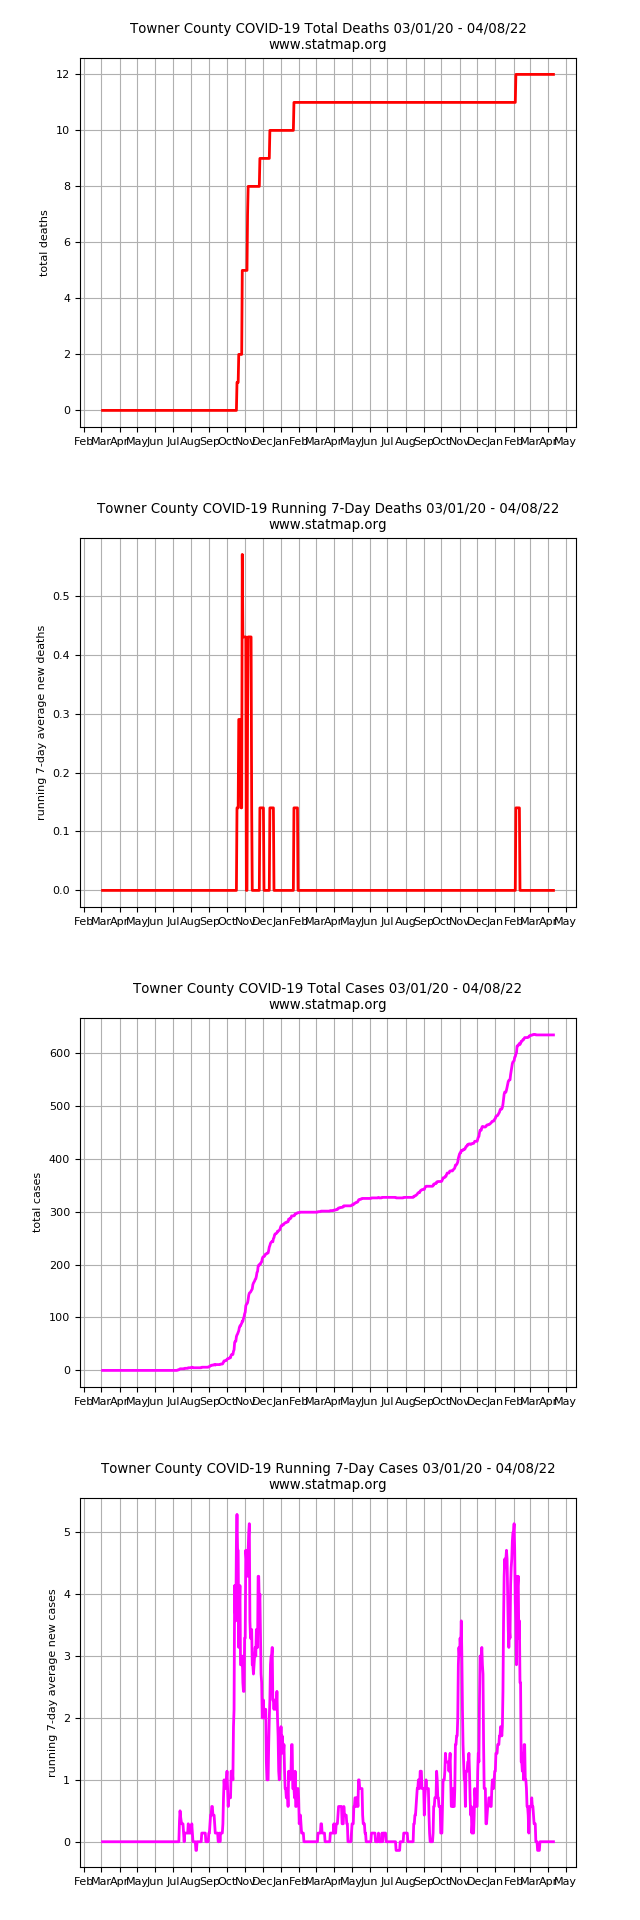 Towner County COVID-19 Total Deaths 03/01/20 - 04/08/22
www.statmap.org
12
10
8
6
4
2
0
total deaths
Feb Mar Apr May Jun Jul Aug Sep Oct Nov Dec Jan Feb Mar Apr May Jun Jul Aug Sep Oct Nov Dec Jan Feb Mar Apr May
Towner County COVID-19 Running 7-Day Deaths 03/01/20 - 04/08/22
www.statmap.org
0.5
0.4
0.3
0.2
0.1
0.0
running 7-day average new deaths
Feb Mar Apr May Jun Jul Aug Sep Oct Nov Dec Jan Feb Mar Apr May Jun Jul Aug Sep Oct Nov Dec Jan Feb Mar Apr May
Towner County COVID-19 Total Cases 03/01/20 - 04/08/22
www.statmap.org
600
500
400
300
200
100
0
total cases
Feb Mar Apr May Jun Jul Aug Sep Oct Nov Dec Jan Feb Mar Apr May Jun Jul Aug Sep Oct Nov Dec Jan Feb Mar Apr May
Towner County COVID-19 Running 7-Day Cases 03/01/20 - 04/08/22
www.statmap.org
5
4
3
2
1
0
running 7-day average new cases
Feb Mar Apr May Jun Jul Aug Sep Oct Nov Dec Jan Feb Mar Apr May Jun Jul Aug Sep Oct Nov Dec Jan Feb Mar Apr May